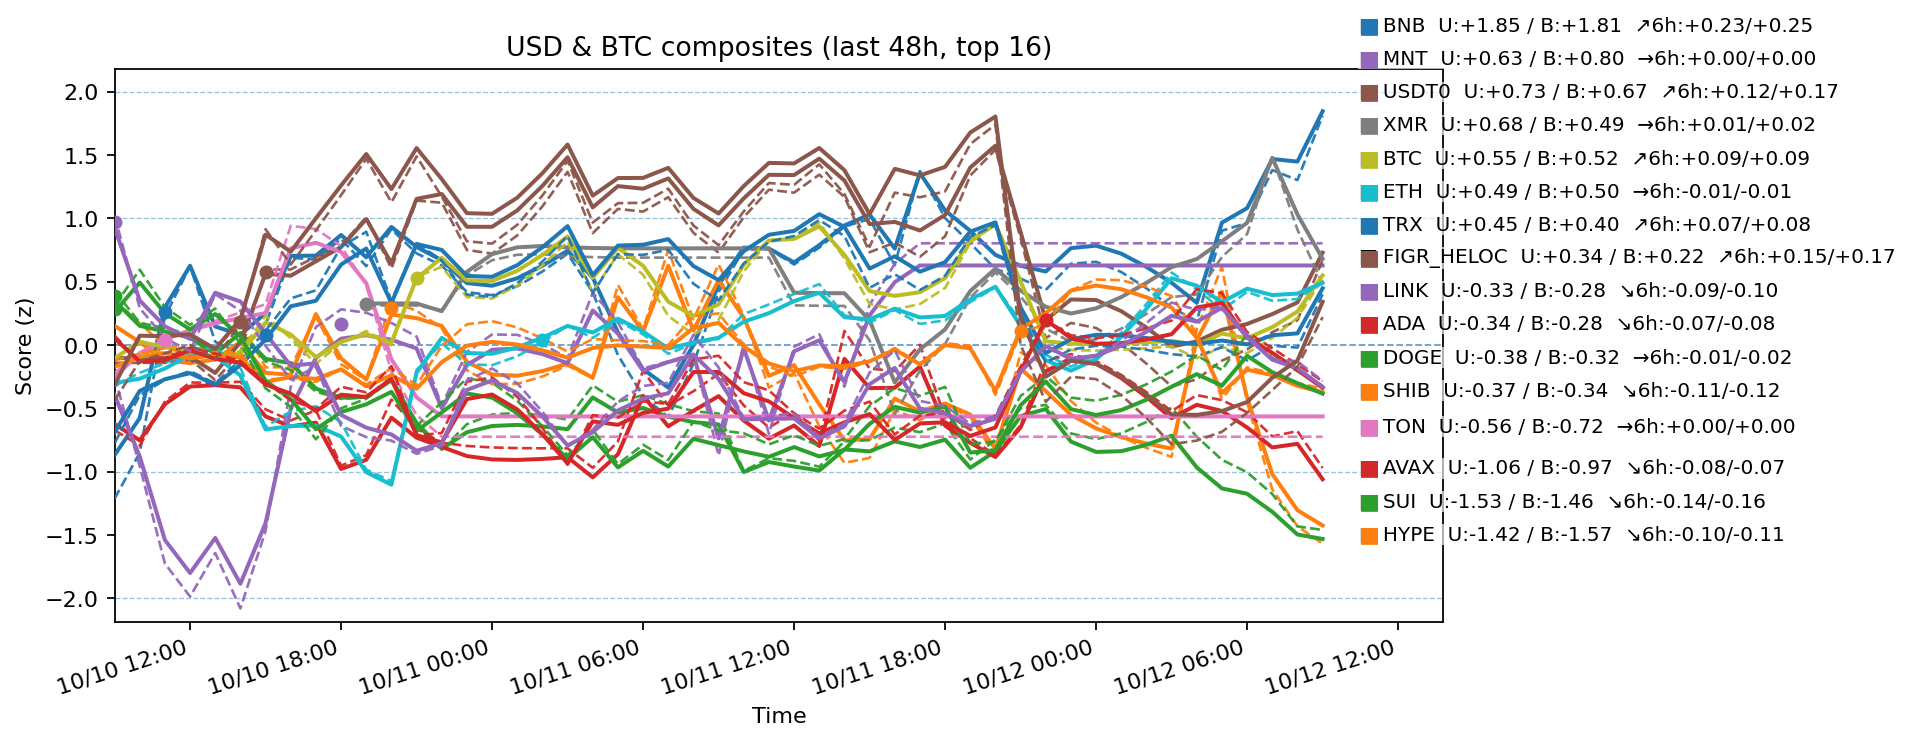 USD & BTC composites (last 48h, top 16)
BNB U:+1.85 / B:+1.81 ↗6h:+0.23/+0.25
MNT U:+0.63 / B:+0.80 →6h:+0.00/+0.00
USDT0 U:+0.73 / B:+0.67 ↗6h:+0.12/+0.17
XMR U:+0.68 / B:+0.49 →6h:+0.01/+0.02
BTC U:+0.55 / B:+0.52 ↗6h:+0.09/+0.09
ETH U:+0.49 / B:+0.50 →6h:-0.01/-0.01
TRX U:+0.45 / B:+0.40 ↗6h:+0.07/+0.08
FIGR_HELOC U:+0.34 / B:+0.22 ↗6h:+0.15/+0.17
LINK U:-0.33 / B:-0.28 ↘6h:-0.09/-0.10
ADA U:-0.34 / B:-0.28 ↘6h:-0.07/-0.08
DOGE U:-0.38 / B:-0.32 →6h:-0.01/-0.02
SHIB U:-0.37 / B:-0.34 ↘6h:-0.11/-0.12
TON U:-0.56 / B:-0.72 →6h:+0.00/+0.00
AVAX U:-1.06 / B:-0.97 ↘6h:-0.08/-0.07
SUI U:-1.53 / B:-1.46 ↘6h:-0.14/-0.16
HYPE U:-1.42 / B:-1.57 ↘6h:-0.10/-0.11
Score (z)
2.0
1.5
1.0
0.5
0.0
−0.5
−1.0
−1.5
−2.0
10/10 12:00
10/10 18:00
10/11 00:00
10/11 06:00
10/11 12:00
10/11 18:00
10/12 00:00
10/12 06:00
10/12 12:00
Time